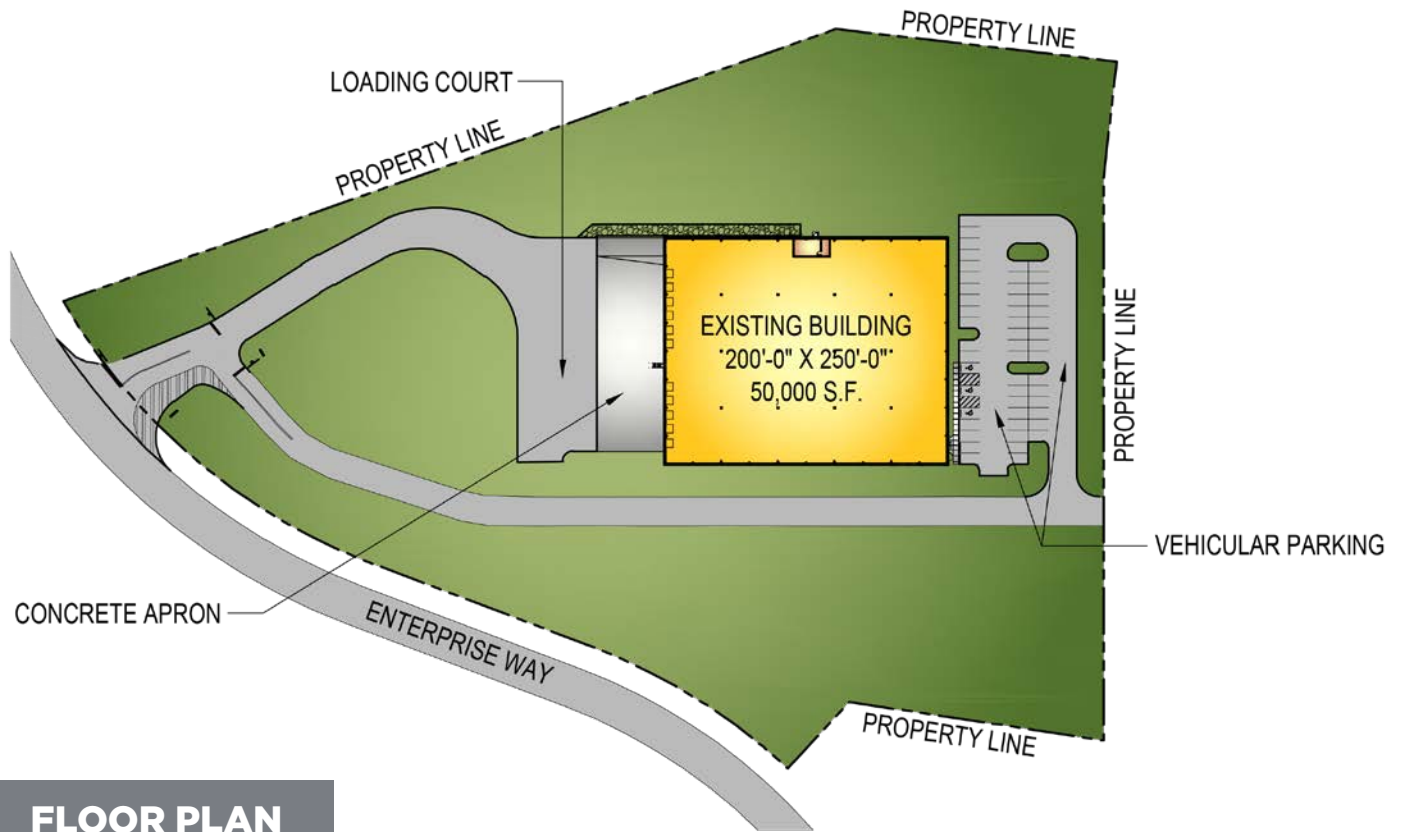 PROPERTY LINE
LOADING COURT
PROPERTY LINE
PROPERTY LINE
EXISTING BUILDING
200'-0" X 250'-0"
50,000 S.F.
VEHICULAR PARKING
CONCRETE APRON
ENTERPRISE WAY
PROPERTY LINE
FLOOR PLAN